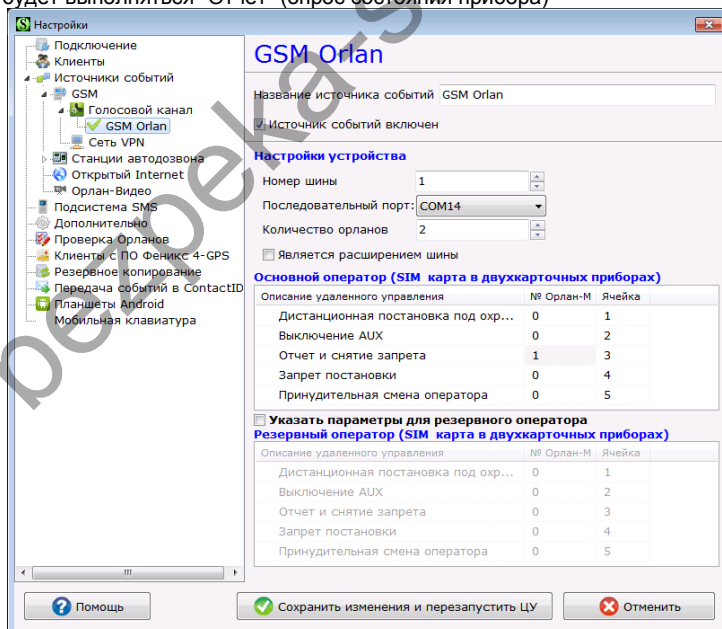 будет выполняться "Отчет" (опрос состояния прибора)
Настройки
Подключение
Клиенты
Источники событий
GSM
Голосовой канал
GSM Orlan
Сеть VPN
Станции автодозвона
Открытый Internet
Орлан-Видео
Подсистема SMS
Дополнительно
Проверка Орланов
Клиенты с ПО Феникс 4-GPS
Резервное копирование
Передача событий в ContactID
Планшеты Android
Мобильная клавиатура
GSM Orlan
Название источника событий GSM Orlan
Источник событий включен
Настройки устройства
Номер шины 1
Последовательный порт: COM14
Количество орланов 2
Является расширением шины
Основной оператор (SIM карта в двухкарточных приборах)
Описание удаленного управления № Орлан-М Ячейка
Дистанционная постановка под охр... 0 1
Выключение AUX 0 2
Отчет и снятие запрета 1 3
Запрет постановки 0 4
Принудительная смена оператора 0 5
Указать параметры для резервного оператора
Резервный оператор (SIM карта в двухкарточных приборах)
Описание удаленного управления № Орлан-М Ячейка
Дистанционная постановка под охр... 0 1
Выключение AUX 0 2
Отчет и снятие запрета 0 3
Запрет постановки 0 4
Принудительная смена оператора 0 5
Помощь
Сохранить изменения и перезапустить ЦУ
Отменить
bezpeka-s